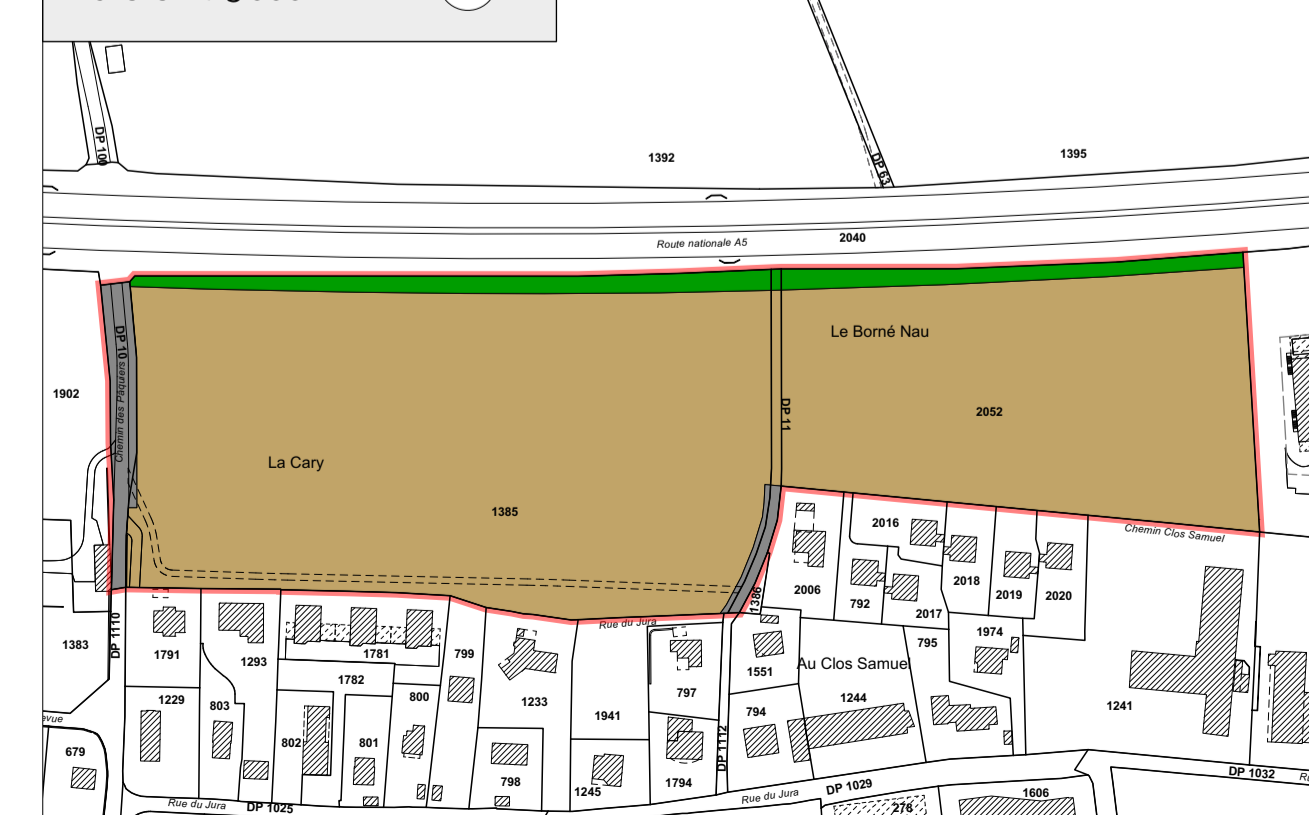 DP 100
1392
DP 63
1395
Route nationale A5
2040
Le Borné Nau
DP 10
Chemin des Pâquiers
1902
DP 11
2052
La Cary
1385
2016
Chemin Clos Samuel
2006
792
2017
2018
2019
2020
1386
Rue du Jura
1383
DP 1110
1791
1293
1781
799
1782
1551
Au Clos Samuel
795
1974
1229
803
800
1233
797
1941
794
1244
1241
evue
679
802
801
798
1245
1794
DP 1112
Rue du Jura
DP 1025
Rue du Jura
DP 1029
278
1606
DP 1032